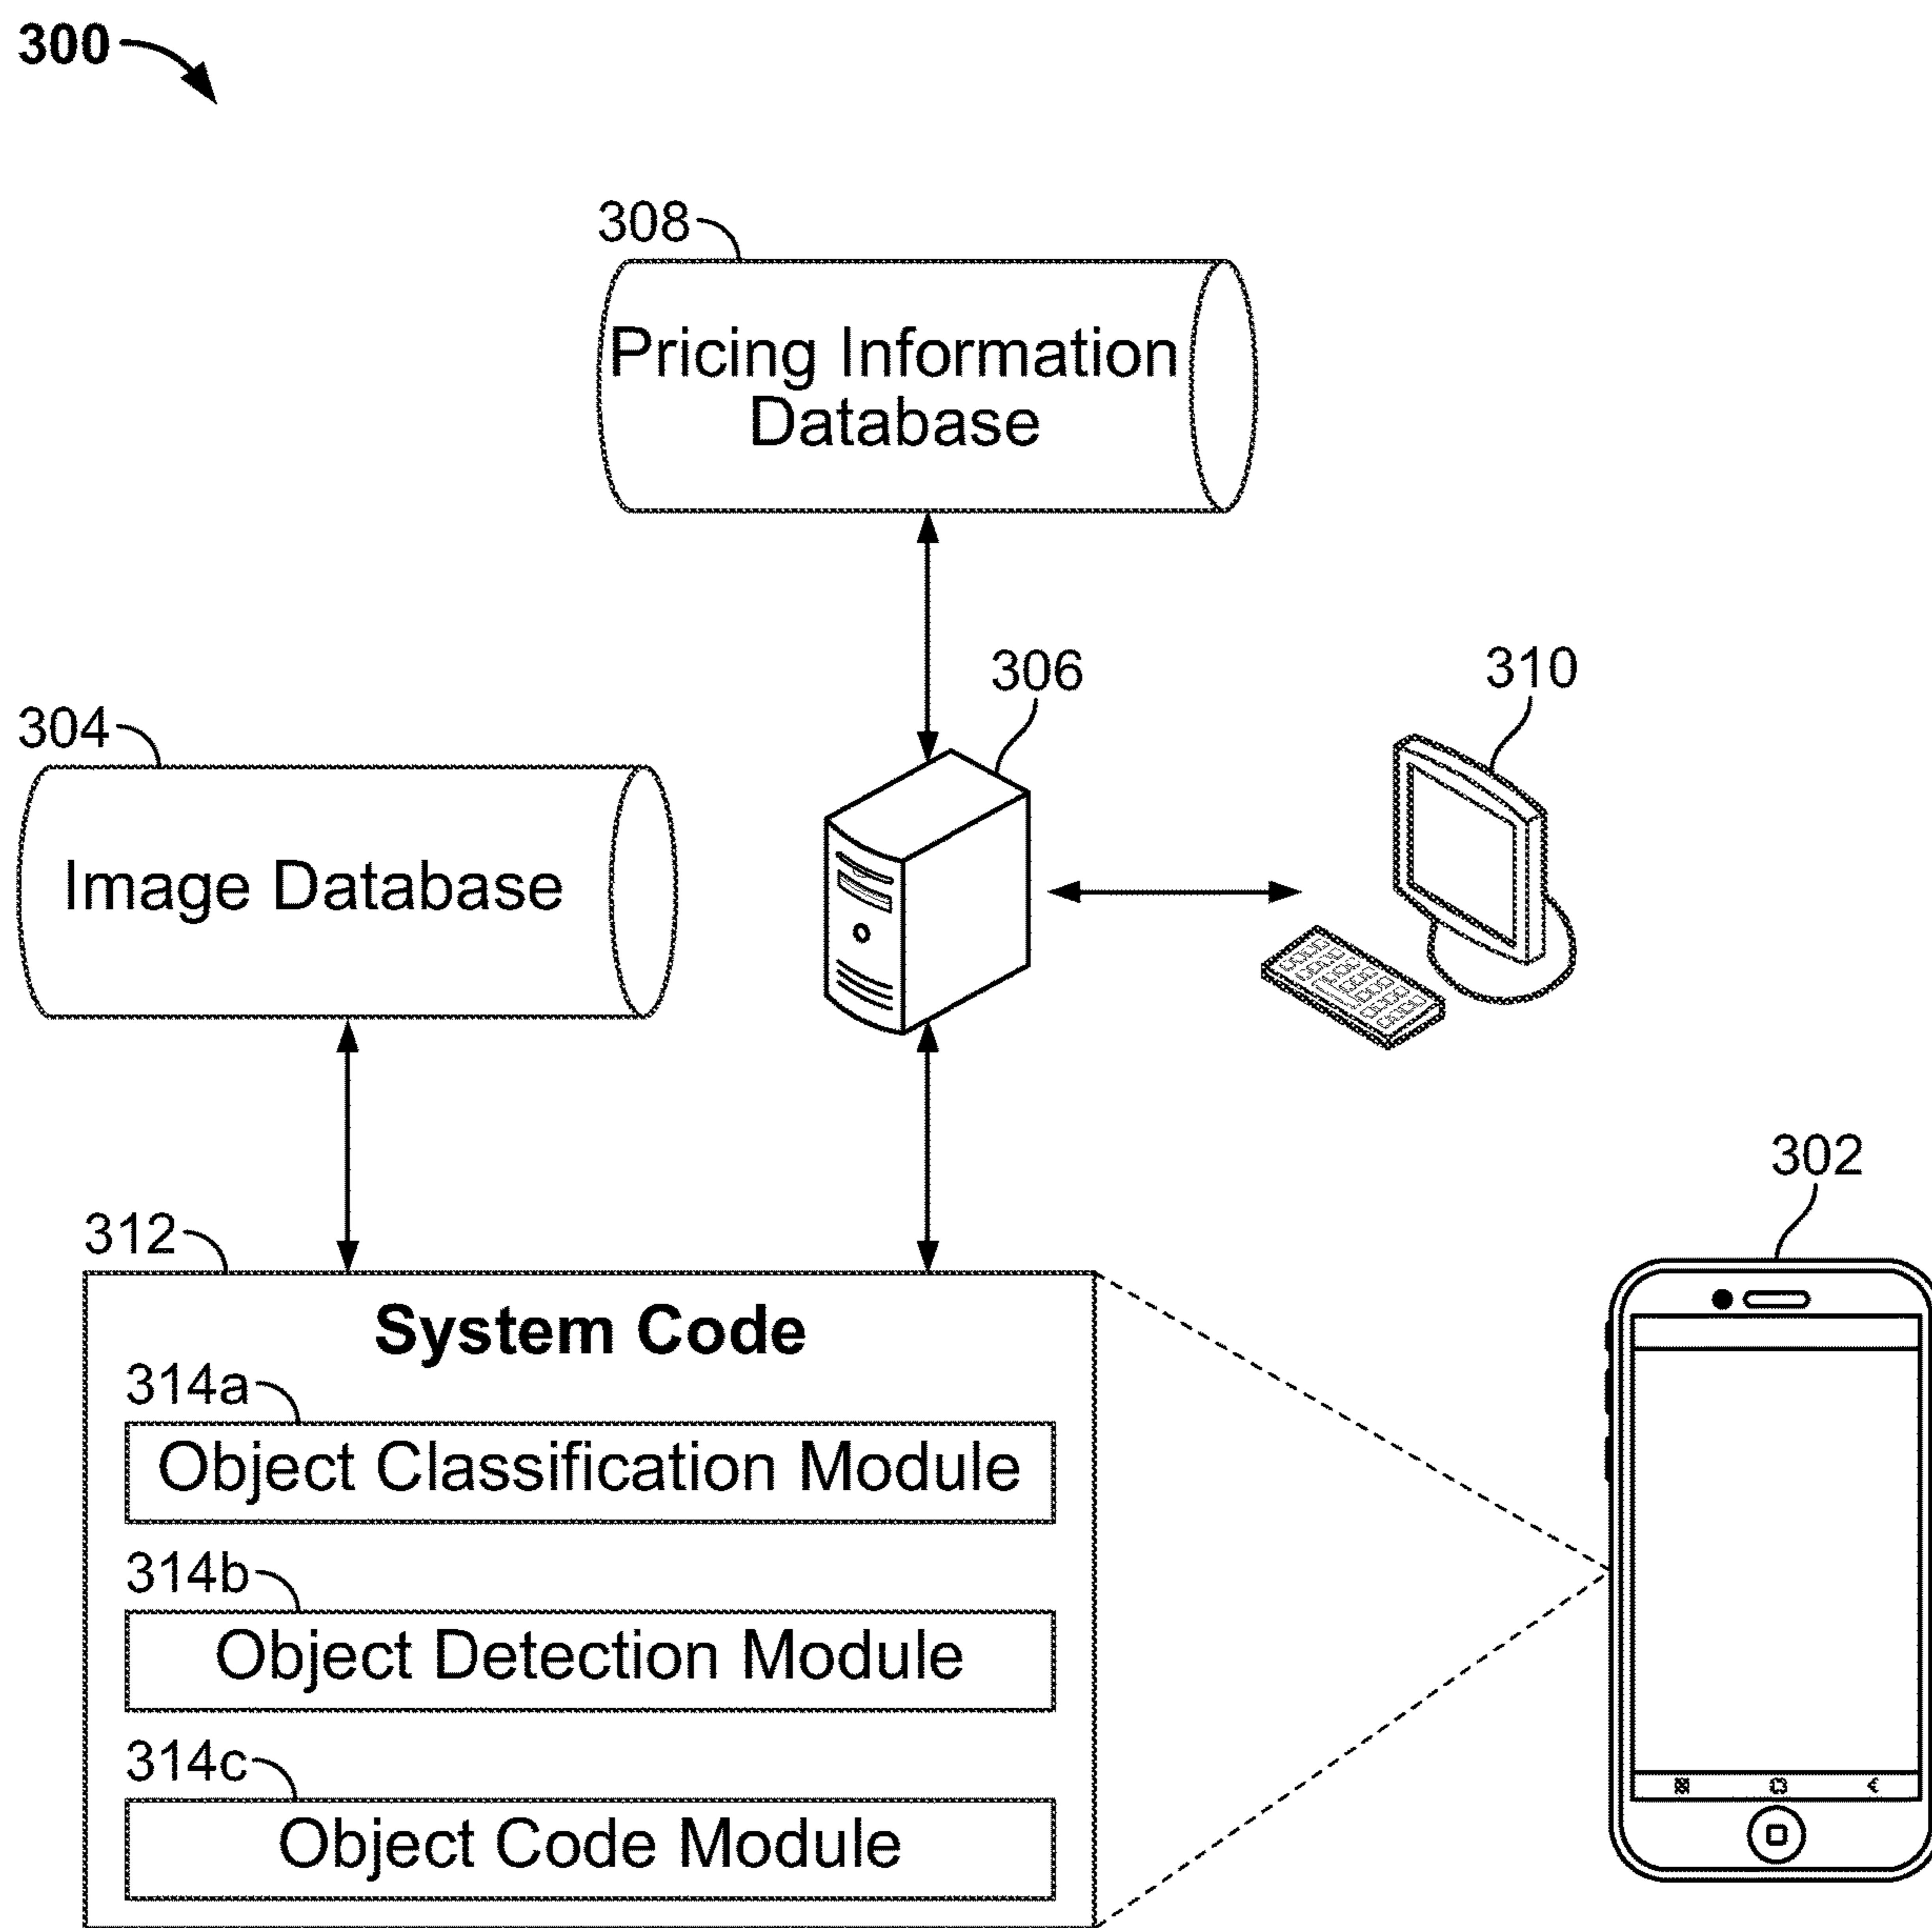 300
308
Pricing Information
Database
306
310
304
Image Database
302
312
System Code
314a
Object Classification Module
314b
Object Detection Module
314c
Object Code Module